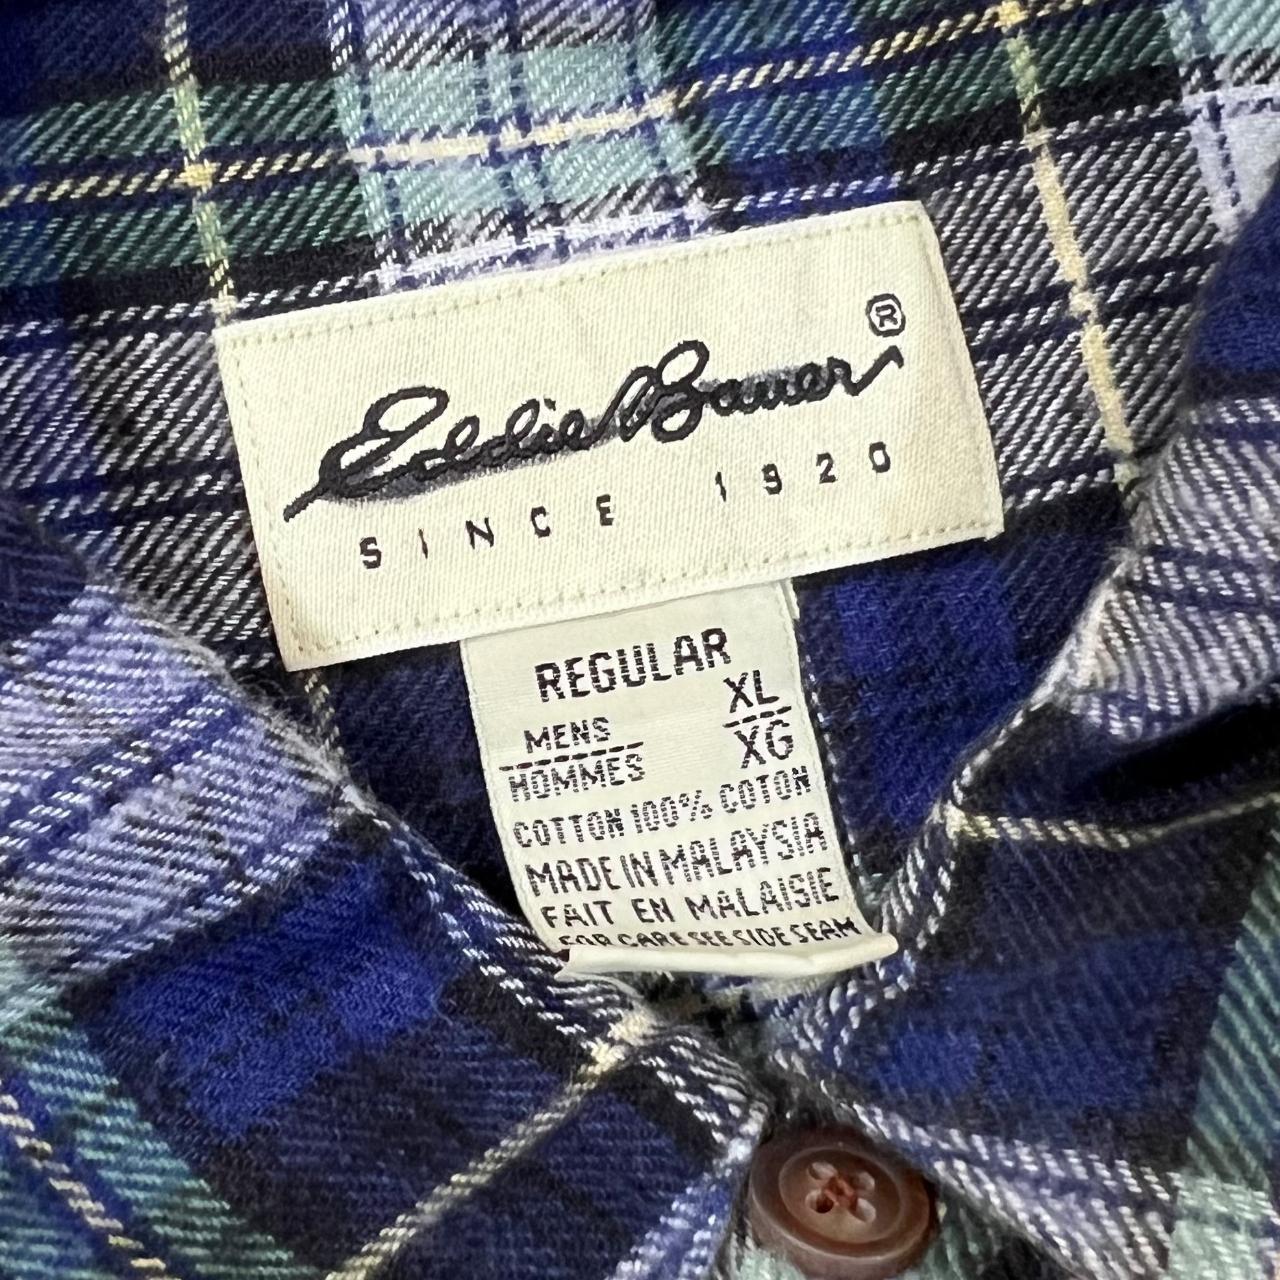 Eddie Bauer®
SINCE 1920
REGULAR
MENS XL
HOMMES XG
COTTON 100% COTON
MADE IN MALAYSIA
FAIT EN MALAISIE
FOR CARE SEE SIDE SEAM